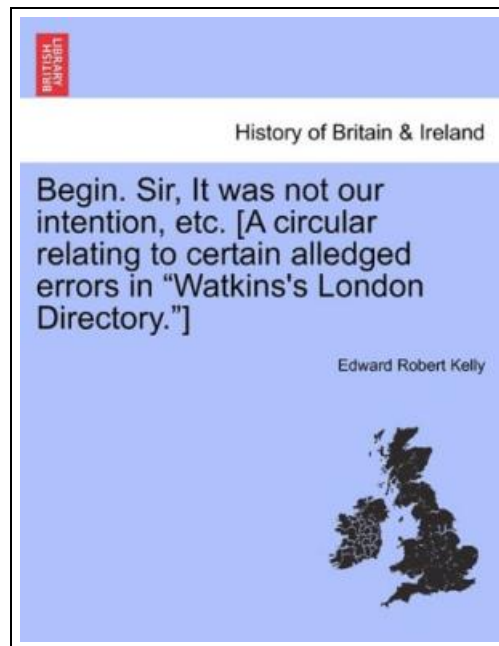 BRITISH
LIBRARY
History of Britain & Ireland
Begin. Sir, It was not our
intention, etc. [A circular
relating to certain alledged
errors in “Watkins's London
Directory.”]
Edward Robert Kelly